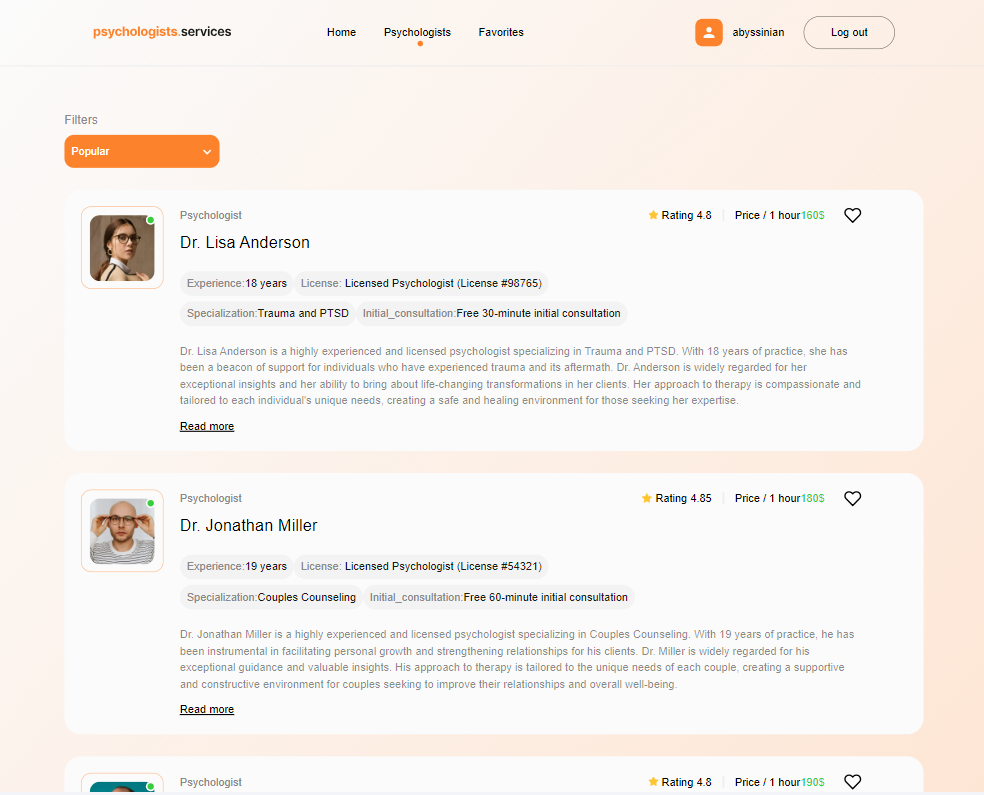 psychologists.services Home Psychologists Favorites abyssinian Log out
Filters
Popular
Psychologist Rating 4.8 Price / 1 hour160$
Dr. Lisa Anderson
Experience:18 years License: Licensed Psychologist (License #98765)
Specialization:Trauma and PTSD Initial_consultation:Free 30-minute initial consultation
Dr. Lisa Anderson is a highly experienced and licensed psychologist specializing in Trauma and PTSD. With 18 years of practice, she has
been a beacon of support for individuals who have experienced trauma and its aftermath. Dr. Anderson is widely regarded for her
exceptional insights and her ability to bring about life-changing transformations in her clients. Her approach to therapy is compassionate and
tailored to each individual's unique needs, creating a safe and healing environment for those seeking her expertise.
Read more
Psychologist Rating 4.85 Price / 1 hour180$
Dr. Jonathan Miller
Experience:19 years License: Licensed Psychologist (License #54321)
Specialization:Couples Counseling Initial_consultation:Free 60-minute initial consultation
Dr. Jonathan Miller is a highly experienced and licensed psychologist specializing in Couples Counseling. With 19 years of practice, he has
been instrumental in facilitating personal growth and strengthening relationships for his clients. Dr. Miller is widely regarded for his
exceptional guidance and valuable insights. His approach to therapy is tailored to the unique needs of each couple, creating a supportive
and constructive environment for couples seeking to improve their relationships and overall well-being.
Read more
Psychologist Rating 4.8 Price / 1 hour190$